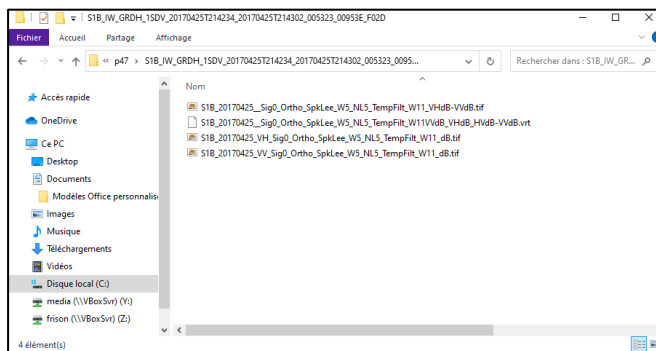 S1B_IW_GRDH_1SDV_20170425T214234_20170425T214302_005323_00953E_F02D
Fichier Accueil Partage Affichage
« p47 › S1B_IW_GRDH_1SDV_20170425T214234_20170425T214302_005323_0095...
Rechercher dans : S1B_IW_GR...
Nom
Accès rapide
OneDrive
Ce PC
Desktop
Documents
Modèles Office personnalis
Images
Musique
Téléchargements
Vidéos
Disque local (C:)
media (\\VBoxSvr) (Y:)
frison (\\VBoxSvr) (Z:)
S1B_20170425__Sig0_Ortho_SpkLee_W5_NL5_TempFilt_W11_VHdB-VVdB.tif
S1B_20170425__Sig0_Ortho_SpkLee_W5_NL5_TempFilt_W11VVdB_VHdB_HVdB-VVdB.vrt
S1B_20170425_VH_Sig0_Ortho_SpkLee_W5_NL5_TempFilt_W11_dB.tif
S1B_20170425_VV_Sig0_Ortho_SpkLee_W5_NL5_TempFilt_W11_dB.tif
4 élément(s)